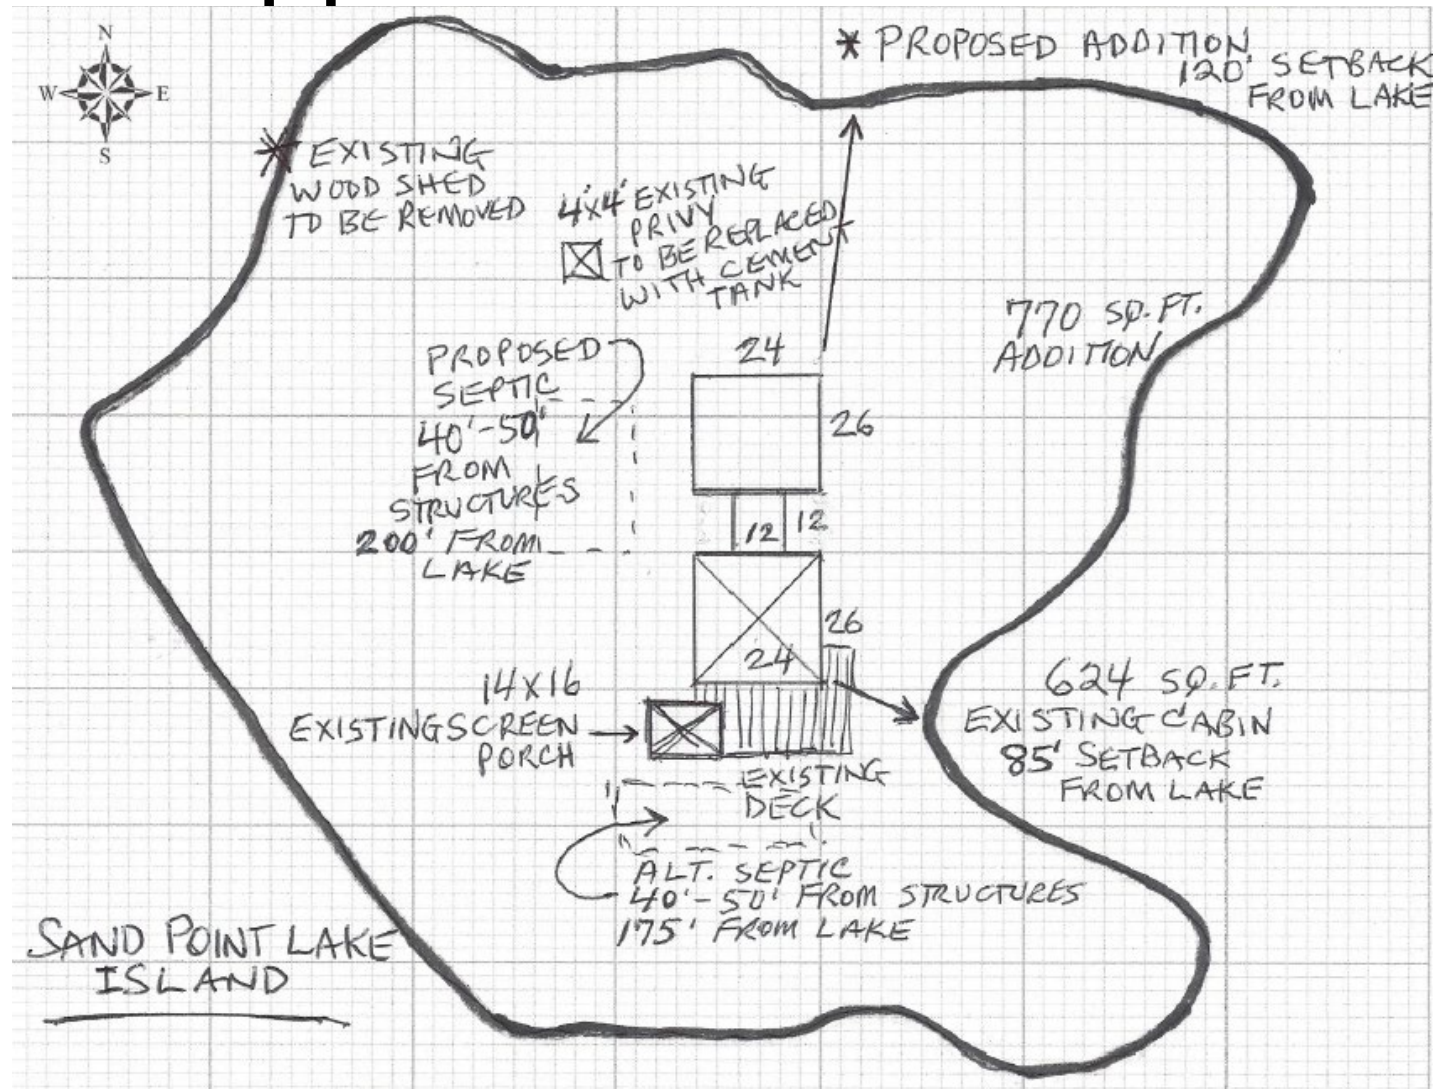 N
W E
S
* PROPOSED ADDITION
120' SETBACK
FROM LAKE
EXISTING
WOOD SHED
TO BE REMOVED
4'x4' EXISTING
PRIVY
TO BE REPLACED
WITH CEMENT
TANK
770 SQ. FT.
ADDITION
PROPOSED
SEPTIC
40'-50'
FROM
STRUCTURES
200' FROM
LAKE
24
26
12 12
26
24
14X16
EXISTING SCREEN
PORCH
624 SQ. FT.
EXISTING CABIN
85' SETBACK
FROM LAKE
EXISTING
DECK
ALT. SEPTIC
40'-50' FROM STRUCTURES
175' FROM LAKE
SAND POINT LAKE
ISLAND